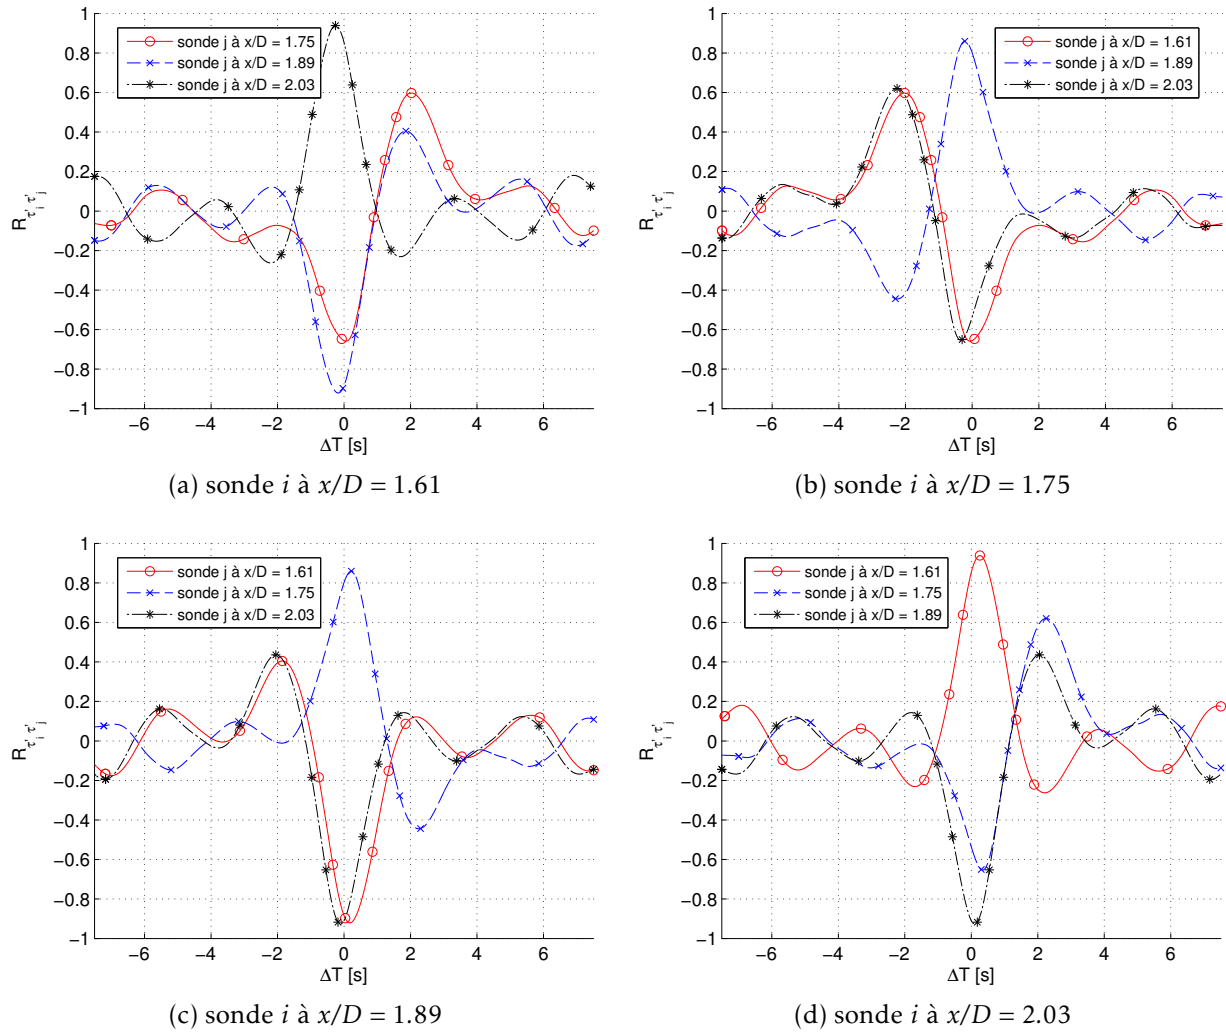 1
0.8
0.6
0.4
0.2
0
−0.2
−0.4
−0.6
−0.8
−1
−6 −4 −2 0 2 4 6
ΔT [s]
R τ'i τ'j
sonde j à x/D = 1.75
sonde j à x/D = 1.89
sonde j à x/D = 2.03
(a) sonde i à x/D = 1.61
1
0.8
0.6
0.4
0.2
0
−0.2
−0.4
−0.6
−0.8
−1
−6 −4 −2 0 2 4 6
ΔT [s]
R τ'i τ'j
sonde j à x/D = 1.61
sonde j à x/D = 1.89
sonde j à x/D = 2.03
(b) sonde i à x/D = 1.75
1
0.8
0.6
0.4
0.2
0
−0.2
−0.4
−0.6
−0.8
−1
−6 −4 −2 0 2 4 6
ΔT [s]
R τ'i τ'j
sonde j à x/D = 1.61
sonde j à x/D = 1.75
sonde j à x/D = 2.03
(c) sonde i à x/D = 1.89
1
0.8
0.6
0.4
0.2
0
−0.2
−0.4
−0.6
−0.8
−1
−6 −4 −2 0 2 4 6
ΔT [s]
R τ'i τ'j
sonde j à x/D = 1.61
sonde j à x/D = 1.75
sonde j à x/D = 1.89
(d) sonde i à x/D = 2.03